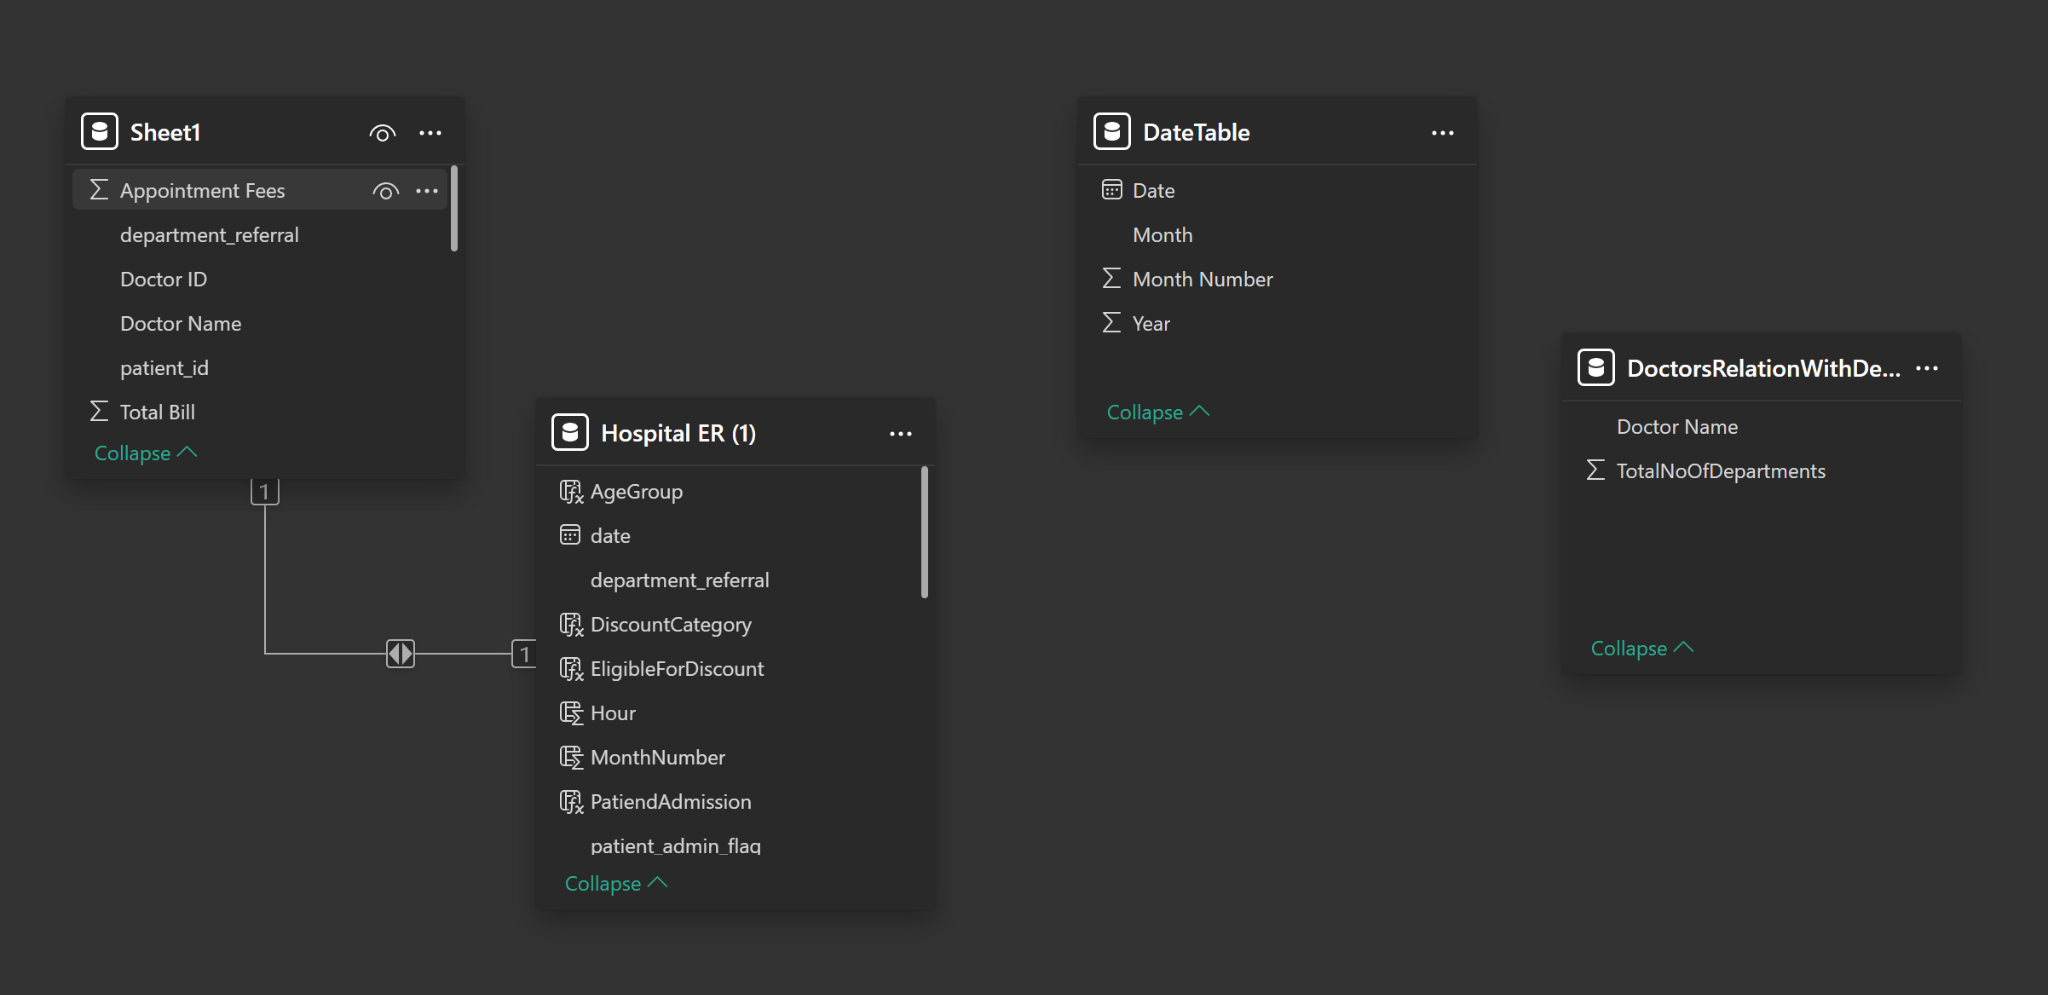 Sheet1
Appointment Fees
department_referral
Doctor ID
Doctor Name
patient_id
Total Bill
Collapse
1
1
Hospital ER (1)
AgeGroup
date
department_referral
DiscountCategory
EligibleForDiscount
Hour
MonthNumber
PatiendAdmission
patient_admin_flag
Collapse
DateTable
Date
Month
Month Number
Year
Collapse
DoctorsRelationWithDe...
Doctor Name
TotalNoOfDepartments
Collapse